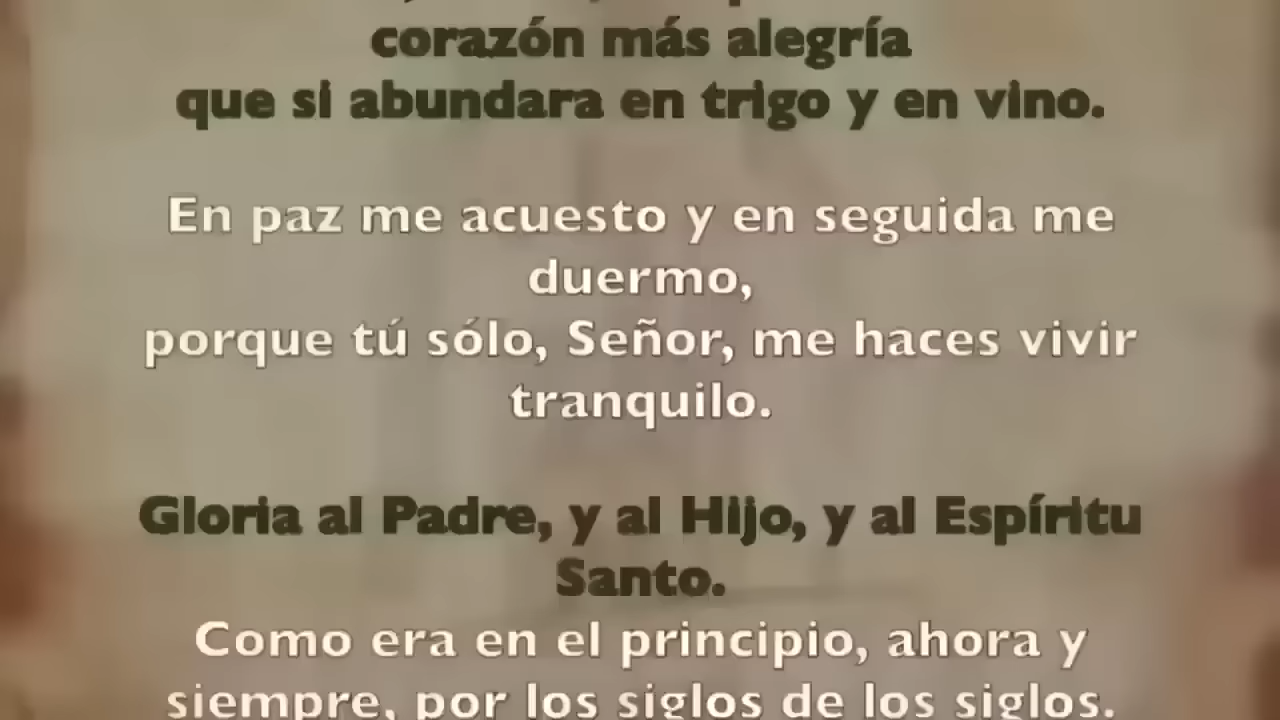 corazón más alegría
que si abundara en trigo y en vino.
En paz me acuesto y en seguida me
duermo,
porque tú sólo, Señor, me haces vivir
tranquilo.
Gloria al Padre, y al Hijo, y al Espíritu
Santo.
Como era en el principio, ahora y
siempre, por los siglos de los siglos.